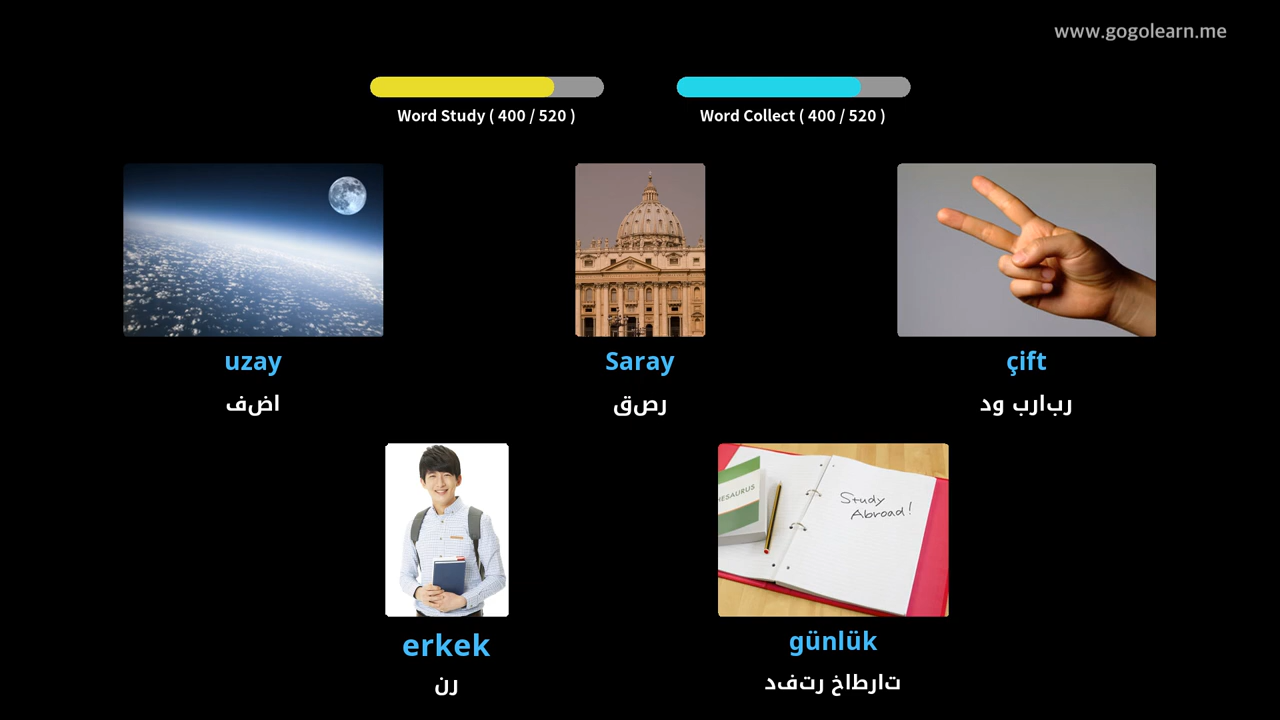 www.gogolearn.me
Word Study ( 400 / 520 )
Word Collect ( 400 / 520 )
uzay
اضف
Saray
رصق
çift
ربارب ود
THESAURUS
Study
Abroad!
erkek
رن
günlük
تارطاخ رتفد